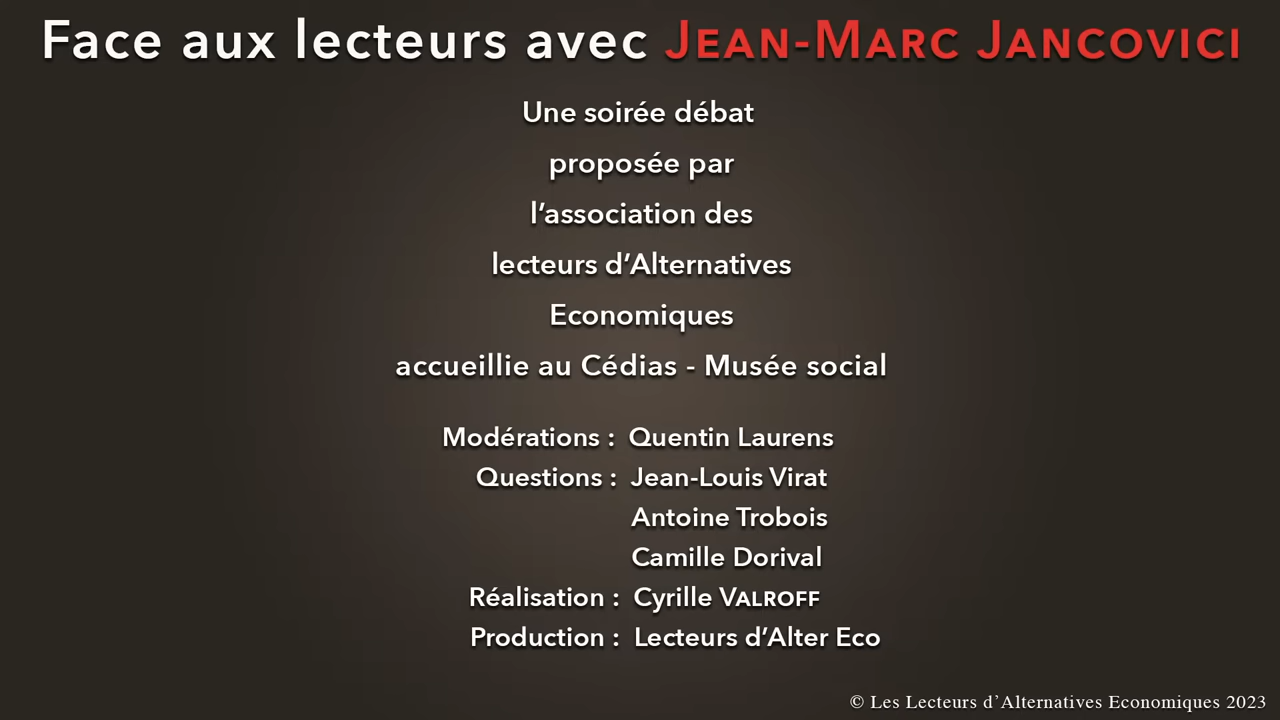 Face aux lecteurs avec Jean-Marc Jancovici
Une soirée débat
proposée par
l’association des
lecteurs d’Alternatives
Economiques
accueillie au Cédias - Musée social
Modérations : Quentin Laurens
Questions : Jean-Louis Virat
Antoine Trobois
Camille Dorival
Réalisation : Cyrille Valroff
Production : Lecteurs d’Alter Eco
© Les Lecteurs d’Alternatives Economiques 2023